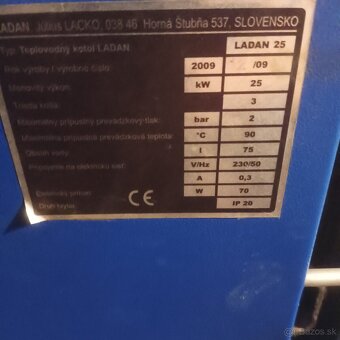 LADAN Július LACKO, 038 46 Horná Štubňa 537, SLOVENSKO
Typ Teplovodný kotol LADAN LADAN 25
Rok výroby / výrobné číslo: 2009 /09
Menovitý výkon: kW 25
Trieda kotla: 3
Maximálny prípustný prevádzkový tlak: bar 2
Maximálna prípustná prevádzková teplota: °C 90
Obsah vody: l 75
Pripojenie na elektrickú sieť: V/Hz 230/50
A 0,3
Elektrický príkon: W 70
Druh krytia: IP 20
CE
bazos.sk